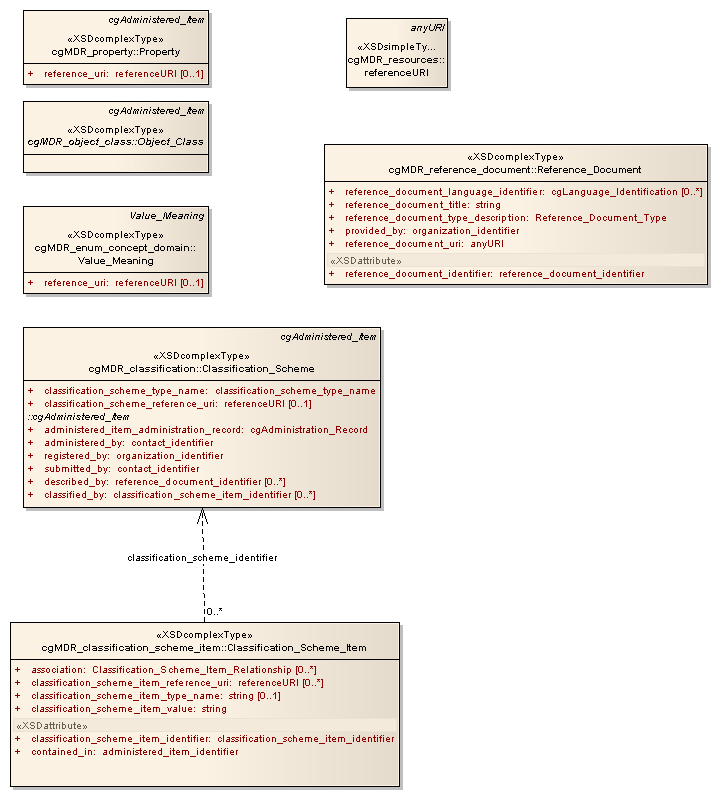 cgAdministered_Item
«XSDcomplexType»
cgMDR_property::Property
+ reference_uri: referenceURI [0..1]
anyURI
«XSDsimpleTy...
cgMDR_resources::
referenceURI
cgAdministered_Item
«XSDcomplexType»
cgMDR_object_class::Object_Class
«XSDcomplexType»
cgMDR_reference_document::Reference_Document
+ reference_document_language_identifier: cgLanguage_Identification [0..*]
+ reference_document_title: string
+ reference_document_type_description: Reference_Document_Type
+ provided_by: organization_identifier
+ reference_document_uri: anyURI
«XSDattribute»
+ reference_document_identifier: reference_document_identifier
Value_Meaning
«XSDcomplexType»
cgMDR_enum_concept_domain::
Value_Meaning
+ reference_uri: referenceURI [0..1]
cgAdministered_Item
«XSDcomplexType»
cgMDR_classification::Classification_Scheme
+ classification_scheme_type_name: classification_scheme_type_name
+ classification_scheme_reference_uri: referenceURI [0..1]
::cgAdministered_Item
+ administered_item_administration_record: cgAdministration_Record
+ administered_by: contact_identifier
+ registered_by: organization_identifier
+ submitted_by: contact_identifier
+ described_by: reference_document_identifier [0..*]
+ classified_by: classification_scheme_item_identifier [0..*]
classification_scheme_identifier
0..*
«XSDcomplexType»
cgMDR_classification_scheme_item::Classification_Scheme_Item
+ association: Classification_Scheme_Item_Relationship [0..*]
+ classification_scheme_item_reference_uri: referenceURI [0..*]
+ classification_scheme_item_type_name: string [0..1]
+ classification_scheme_item_value: string
«XSDattribute»
+ classification_scheme_item_identifier: classification_scheme_item_identifier
+ contained_in: administered_item_identifier